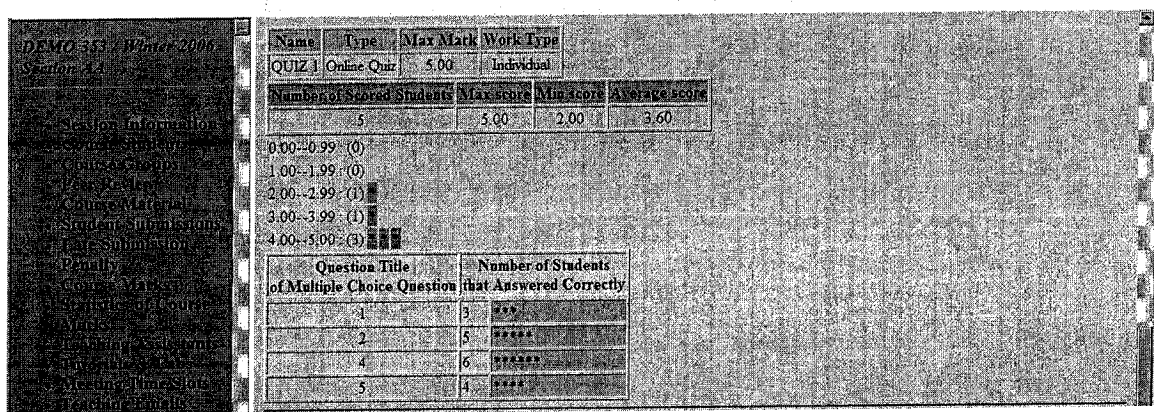 DEMO 353 / Winter 2006
Section AA
Session Information
Course Group
Peer Review
Course Material
Student Submissions
Late Submission
Penalty
Course Marks
Marks
Meeting Time Slots
Teaching Emails
Name Type Max Mark Work Type
QUIZ 1 Online Quiz 5.00 Individual
Number of Scored Students Max score Min score Average score
5 5.00 2.00 3.60
0.00--0.99 : (0)
1.00--1.99 : (0)
2.00--2.99 : (1)
3.00--3.99 : (1)
4.00--5.00 : (3)
Question Title Number of Students
of Multiple Choice Question that Answered Correctly
1 3 ***
2 5 *****
4 6 ******
5 4 ****